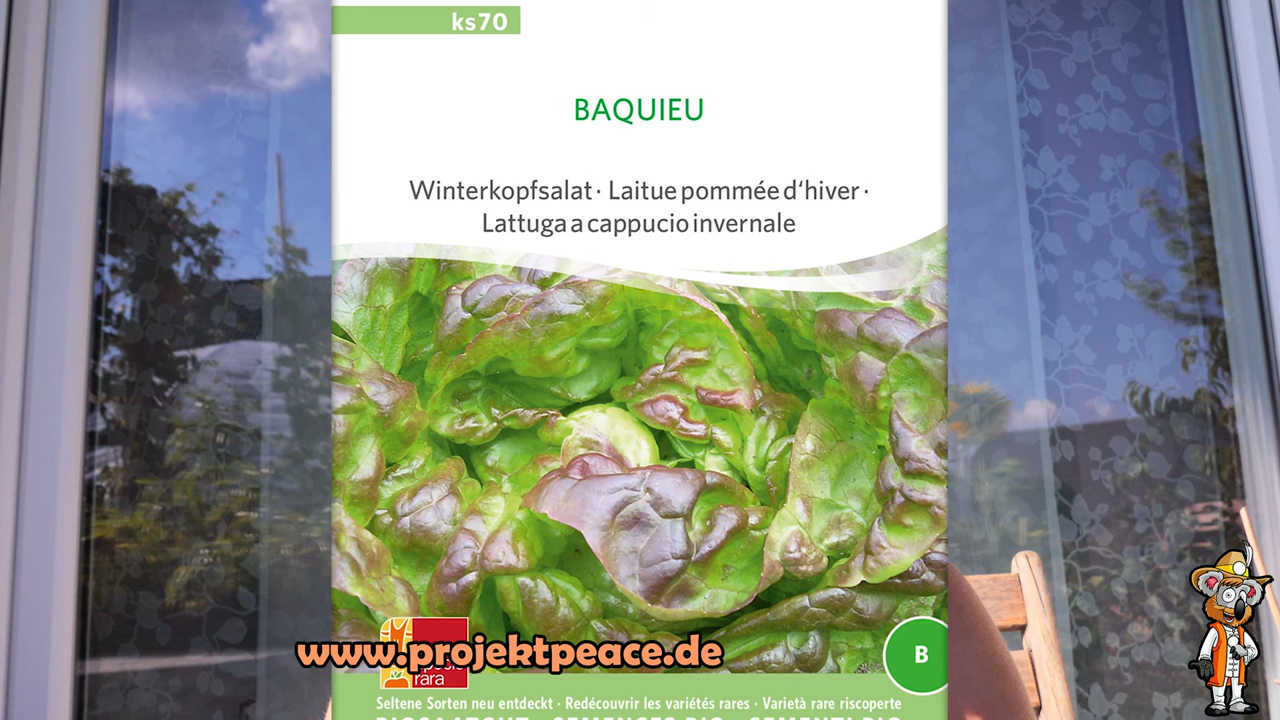 ks70
BAQUIEU
Winterkopfsalat · Laitue pommée d‘hiver ·
Lattuga a cappucio invernale
www.projektpeace.de
rara
B
Seltene Sorten neu entdeckt · Redécouvrir les variétés rares · Varietà rare riscoperte